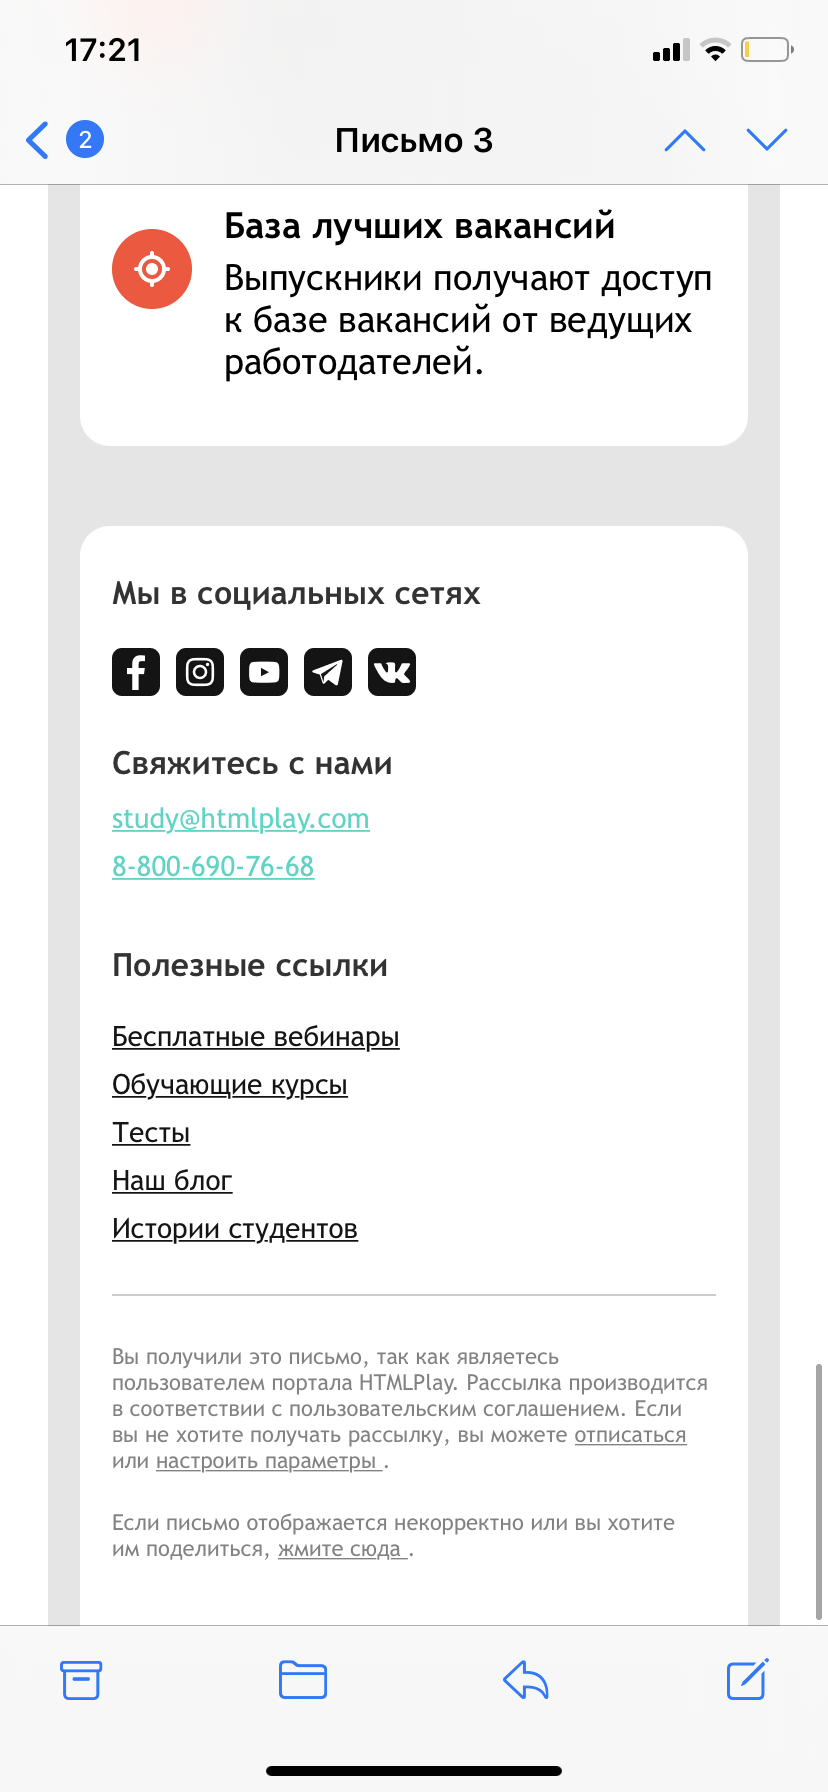 17:21
2
Письмо 3
База лучших вакансий
Выпускники получают доступ
к базе вакансий от ведущих
работодателей.
Мы в социальных сетях
Свяжитесь с нами
study@htmlplay.com
8-800-690-76-68
Полезные ссылки
Бесплатные вебинары
Обучающие курсы
Тесты
Наш блог
Истории студентов
Вы получили это письмо, так как являетесь
пользователем портала HTMLPlay. Рассылка производится
в соответствии с пользовательским соглашением. Если
вы не хотите получать рассылку, вы можете отписаться
или настроить параметры .
Если письмо отображается некорректно или вы хотите
им поделиться, жмите сюда .